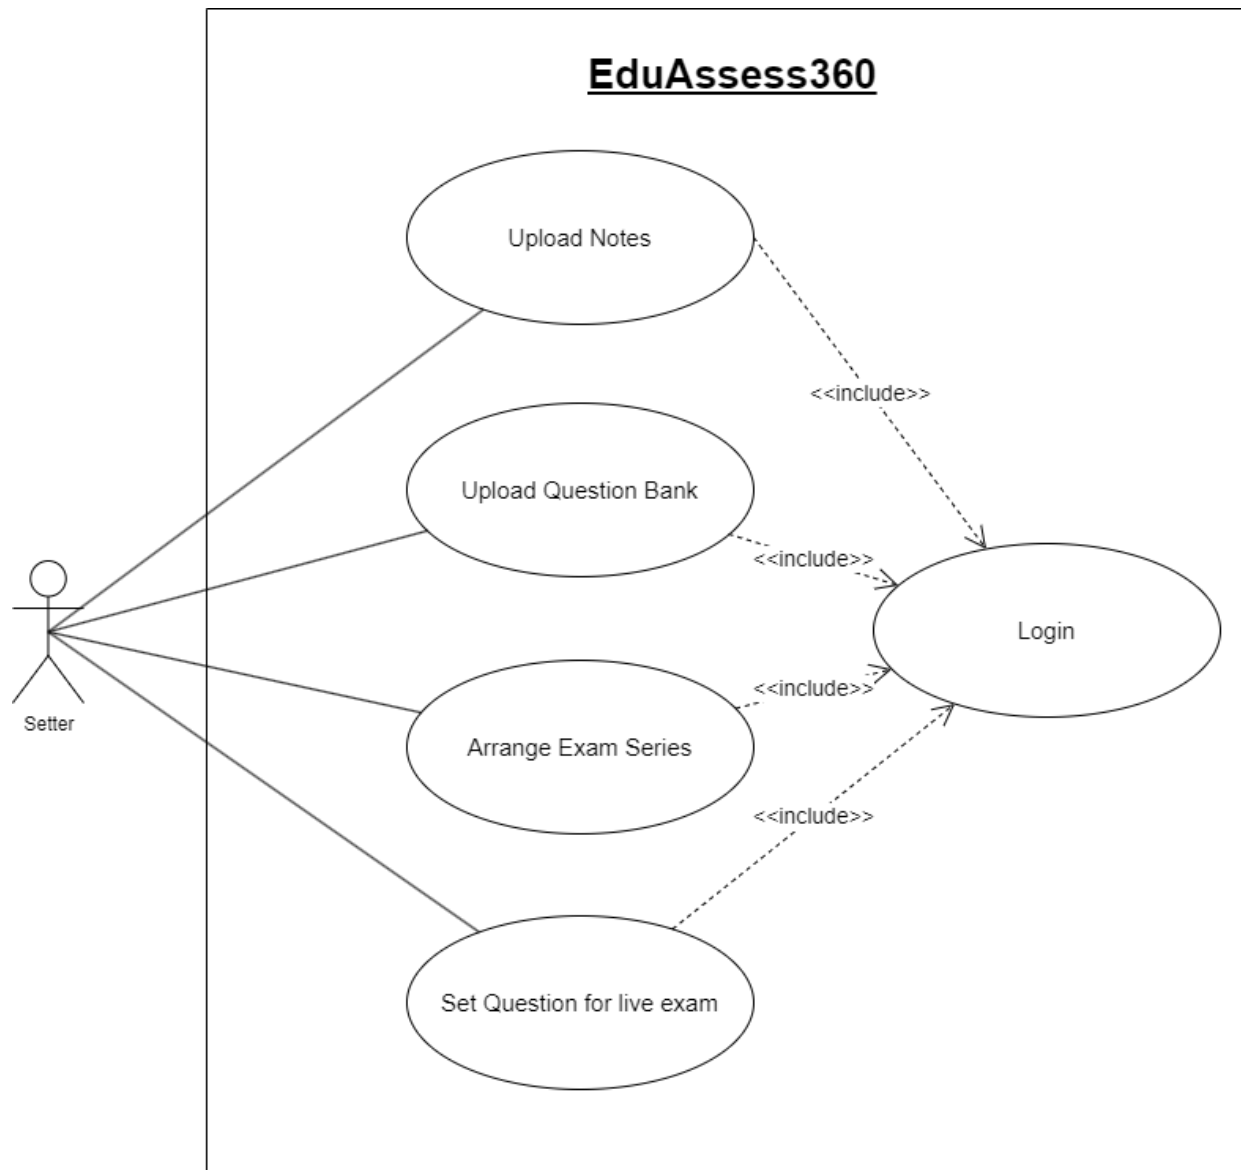 EduAssess360
Upload Notes
<<include>>
Upload Question Bank
<<include>>
Login
Setter
<<include>>
Arrange Exam Series
<<include>>
Set Question for live exam